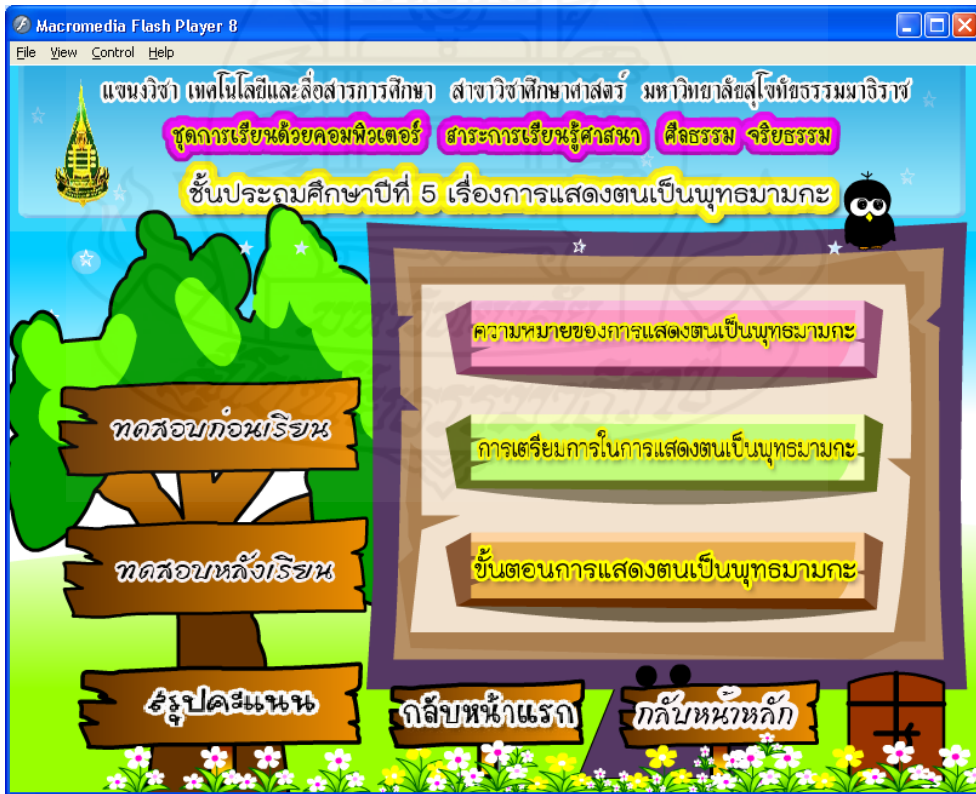 Macromedia Flash Player 8
File View Control Help
แขนงวิชา เทคโนโลยีและสื่อสารการศึกษา สาขาวิชาศึกษาศาสตร์ มหาวิทยาลัยสุโขทัยธรรมมาธิราช
ชุดการเรียนด้วยคอมพิวเตอร์ สาระการเรียนรู้ศาสนา ศีลธรรม จริยธรรม
ชั้นประถมศึกษาปีที่ 5 เรื่องการแสดงตนเป็นพุทธมามกะ
ความหมายของการแสดงตนเป็นพุทธมามกะ
ทดสอบก่อนเรียน
การเตรียมการในการแสดงตนเป็นพุทธมามกะ
ทดสอบหลังเรียน
ขั้นตอนการแสดงตนเป็นพุทธมามกะ
สรุปคะแนน
กลับหน้าแรก
กลับหน้าหลัก